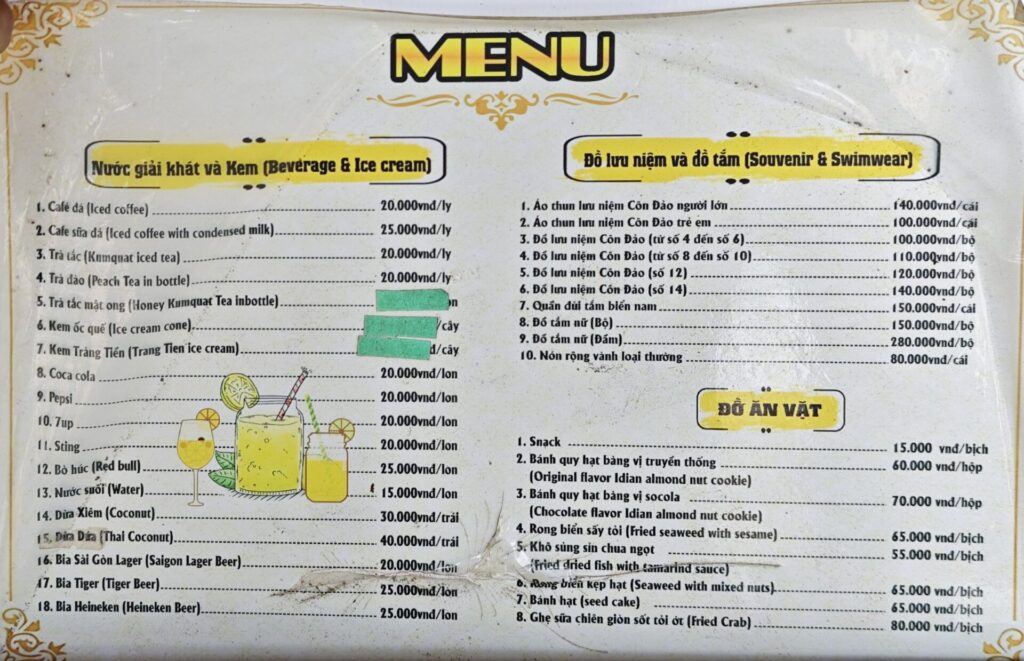 MENU
Nước giải khát và Kem (Beverage & Ice cream)
1. Café đá (Iced coffee) 20.000vnđ/ly
2. Cafe sữa đá (Iced coffee with condensed milk) 25.000vnđ/ly
3. Trà tắc (Kumquat iced tea) 20.000vnđ/ly
4. Trà đào (Peach Tea in bottle) 20.000vnđ/ly
5. Trà tắc mật ong (Honey Kumquat Tea inbottle)
6. Kem ốc quế (Ice cream cone) /cây
7. Kem Tràng Tiền (Trang Tien ice cream) đ/cây
8. Coca cola 20.000vnđ/lon
9. Pepsi 20.000vnđ/lon
10. 7up 20.000vnđ/lon
11. Sting 20.000vnđ/lon
12. Bò húc (Red bull) 25.000vnđ/lon
13. Nước suối (Water) 15.000vnđ/lon
14. Dừa Xiêm (Coconut) 30.000vnđ/trái
15. Dừa Dứa (Thai Coconut) 40.000vnđ/trái
16. Bia Sài Gòn Lager (Saigon Lager Beer) 20.000vnđ/lon
17. Bia Tiger (Tiger Beer) 25.000vnđ/lon
18. Bia Heineken (Heineken Beer) 25.000vnđ/lon
Đồ lưu niệm và đồ tắm (Souvenir & Swimwear)
1. Áo thun lưu niệm Côn Đảo người lớn 140.000vnđ/cái
2. Áo thun lưu niệm Côn Đảo trẻ em 100.000vnđ/cái
3. Đồ lưu niệm Côn Đảo (từ số 4 đến số 6) 100.000vnđ/bộ
4. Đồ lưu niệm Côn Đảo (từ số 8 đến số 10) 110.000vnđ/bộ
5. Đồ lưu niệm Côn Đảo (số 12) 120.000vnđ/bộ
6. Đồ lưu niệm Côn Đảo (số 14) 140.000vnđ/bộ
7. Quần đùi tắm biển nam 150.000vnđ/cái
8. Đồ tắm nữ (Bộ) 150.000vnđ/bộ
9. Đồ tắm nữ (Đầm) 280.000vnđ/bộ
10. Nón rộng vành loại thường 80.000vnđ/cái
ĐỒ ĂN VẶT
1. Snack 15.000 vnđ/bịch
2. Bánh quy hạt bàng vị truyền thống 60.000 vnđ/hộp
(Original flavor Idian almond nut cookie)
3. Bánh quy hạt bàng vị socola 70.000 vnđ/hộp
(Chocolate flavor Idian almond nut cookie)
4. Rong biển sấy tỏi (Fried seaweed with sesame) 65.000 vnđ/bịch
5. Khô súng sin chua ngọt 55.000 vnđ/bịch
(Fried dried fish with tamarind sauce)
6. Rong biển kẹp hạt (Seaweed with mixed nuts) 65.000 vnđ/bịch
7. Bánh hạt (seed cake) 65.000 vnđ/bịch
8. Ghẹ sữa chiên giòn sốt tỏi ớt (Fried Crab) 80.000 vnđ/bịch